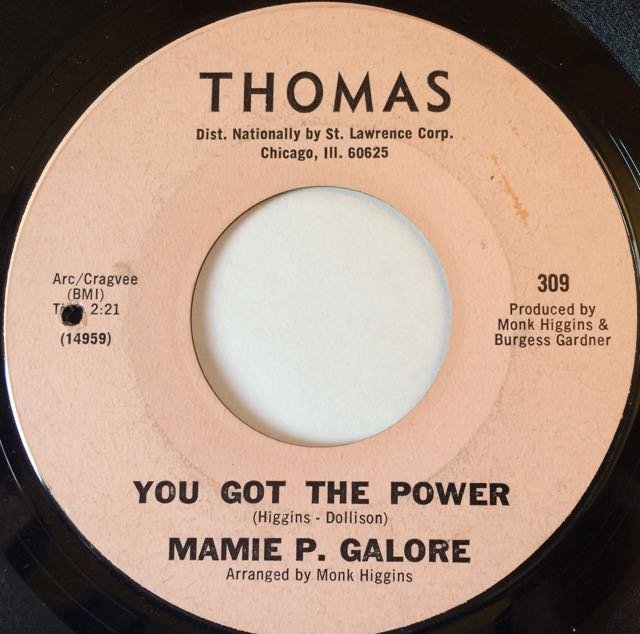 THOMAS
Dist. Nationally by St. Lawrence Corp.
Chicago, Ill. 60625
Arc/Cragvee
(BMI)
2:21
(14959)
309
Produced by
Monk Higgins &
Burgess Gardner
YOU GOT THE POWER
(Higgins - Dollison)
MAMIE P. GALORE
Arranged by Monk Higgins